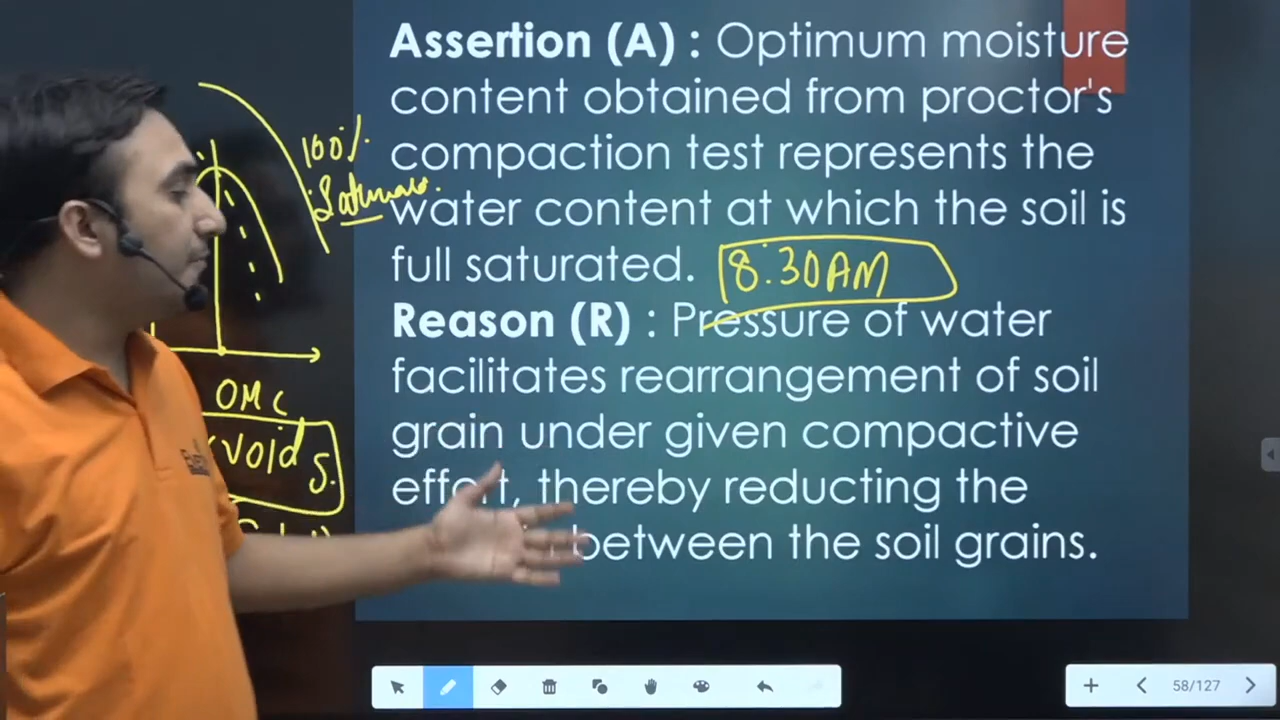 Assertion (A) : Optimum moisture
content obtained from proctor's
compaction test represents the
water content at which the soil is
full saturated. 8.30AM
Reason (R) : Pressure of water
facilitates rearrangement of soil
grain under given compactive
effort, thereby reducting the
between the soil grains.
100%
OMC
void
58/127